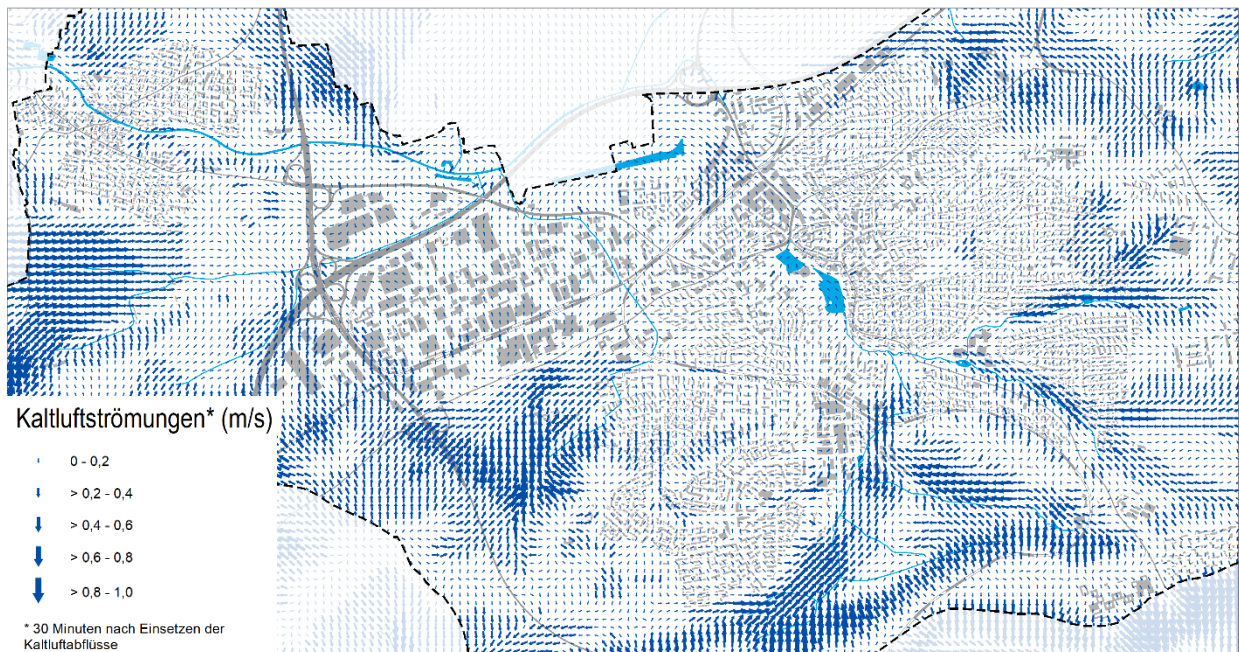 Kaltluftströmungen* (m/s)
0 - 0,2
> 0,2 - 0,4
> 0,4 - 0,6
> 0,6 - 0,8
> 0,8 - 1,0
* 30 Minuten nach Einsetzen der
Kaltluftabflüsse